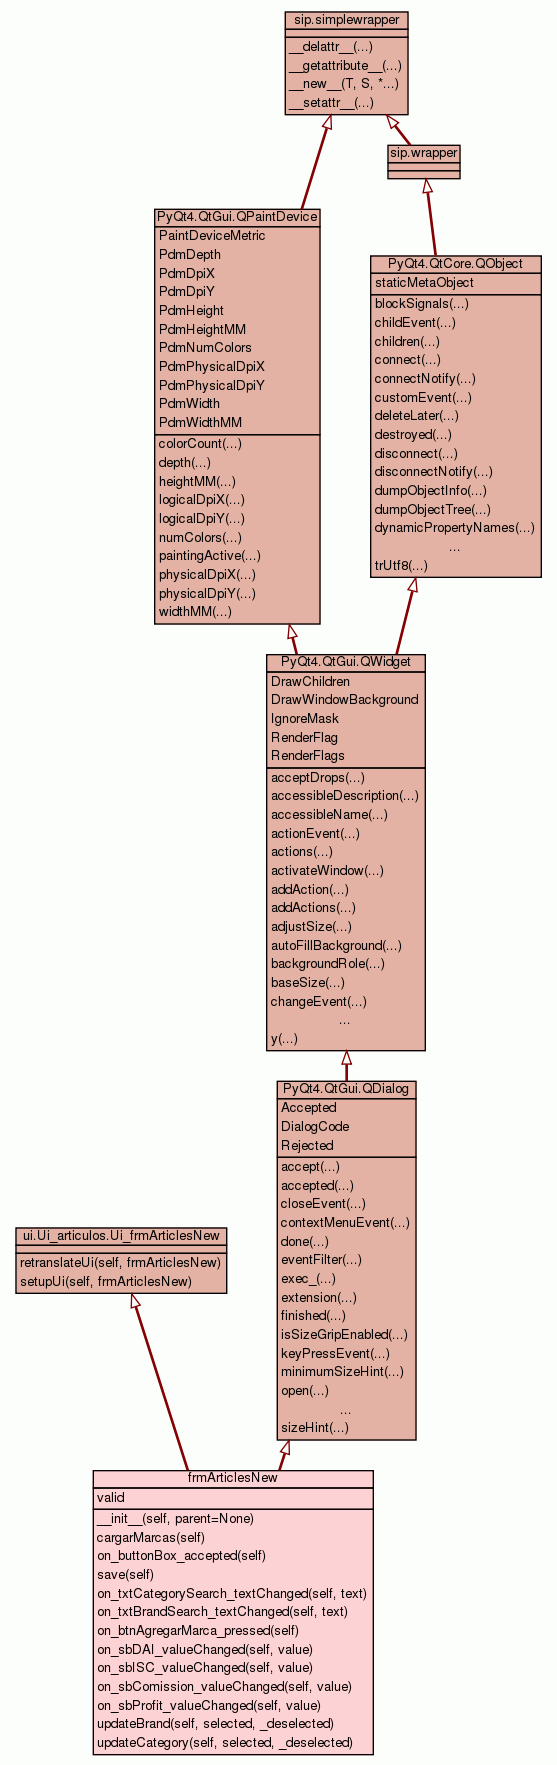 sip.simplewrapper
__delattr__(...)
__getattribute__(...)
__new__(T, S, *...)
__setattr__(...)
sip.wrapper
PyQt4.QtGui.QPaintDevice
PaintDeviceMetric
PdmDepth
PdmDpiX
PdmDpiY
PdmHeight
PdmHeightMM
PdmNumColors
PdmPhysicalDpiX
PdmPhysicalDpiY
PdmWidth
PdmWidthMM
colorCount(...)
depth(...)
heightMM(...)
logicalDpiX(...)
logicalDpiY(...)
numColors(...)
paintingActive(...)
physicalDpiX(...)
physicalDpiY(...)
widthMM(...)
PyQt4.QtCore.QObject
staticMetaObject
blockSignals(...)
childEvent(...)
children(...)
connect(...)
connectNotify(...)
customEvent(...)
deleteLater(...)
destroyed(...)
disconnect(...)
disconnectNotify(...)
dumpObjectInfo(...)
dumpObjectTree(...)
dynamicPropertyNames(...)
...
trUtf8(...)
PyQt4.QtGui.QWidget
DrawChildren
DrawWindowBackground
IgnoreMask
RenderFlag
RenderFlags
acceptDrops(...)
accessibleDescription(...)
accessibleName(...)
actionEvent(...)
actions(...)
activateWindow(...)
addAction(...)
addActions(...)
adjustSize(...)
autoFillBackground(...)
backgroundRole(...)
baseSize(...)
changeEvent(...)
...
y(...)
PyQt4.QtGui.QDialog
Accepted
DialogCode
Rejected
accept(...)
accepted(...)
closeEvent(...)
contextMenuEvent(...)
done(...)
eventFilter(...)
exec_(...)
extension(...)
finished(...)
isSizeGripEnabled(...)
keyPressEvent(...)
minimumSizeHint(...)
open(...)
...
sizeHint(...)
ui.Ui_articulos.Ui_frmArticlesNew
retranslateUi(self, frmArticlesNew)
setupUi(self, frmArticlesNew)
frmArticlesNew
valid
__init__(self, parent=None)
cargarMarcas(self)
on_buttonBox_accepted(self)
save(self)
on_txtCategorySearch_textChanged(self, text)
on_txtBrandSearch_textChanged(self, text)
on_btnAgregarMarca_pressed(self)
on_sbDAI_valueChanged(self, value)
on_sbISC_valueChanged(self, value)
on_sbComission_valueChanged(self, value)
on_sbProfit_valueChanged(self, value)
updateBrand(self, selected, _deselected)
updateCategory(self, selected, _deselected)